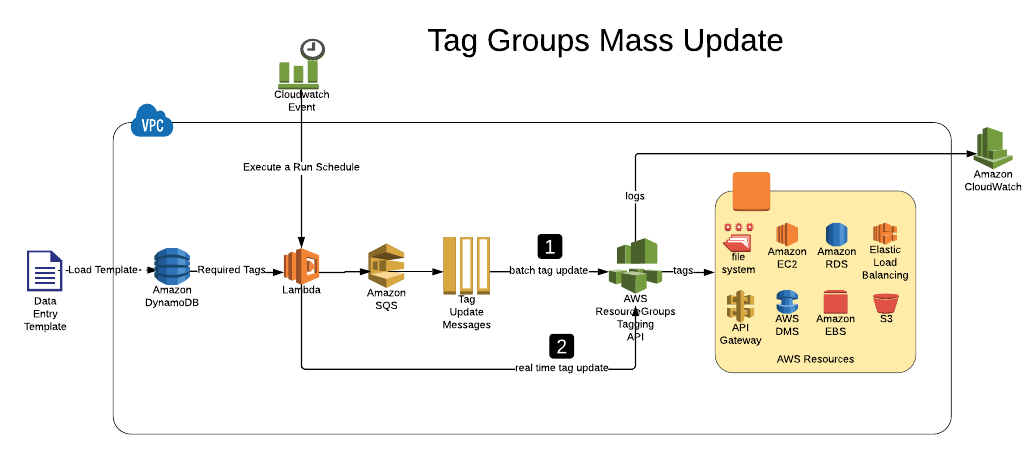 Tag Groups Mass Update
Cloudwatch
Event
VPC
Execute a Run Schedule
Amazon
CloudWatch
logs
Data
Entry
Template
Load Template
Amazon
DynamoDB
Required Tags
Lambda
Amazon
SQS
Tag
Update
Messages
1
batch tag update
2
real time tag update
AWS
ResourceGroups
Tagging
API
tags
file
system
Amazon
EC2
Amazon
RDS
Elastic
Load
Balancing
API
Gateway
AWS
DMS
Amazon
EBS
S3
AWS Resources